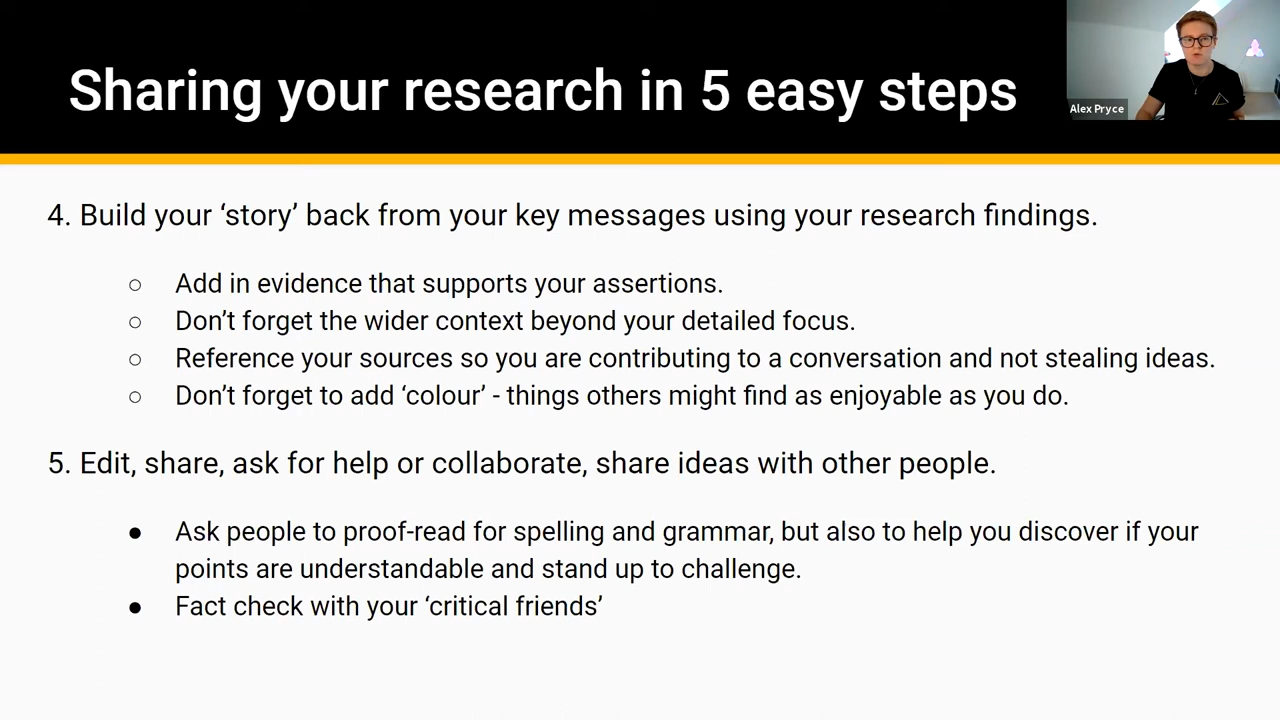 Sharing your research in 5 easy steps
Alex Pryce
4. Build your ‘story’ back from your key messages using your research findings.
○ Add in evidence that supports your assertions.
○ Don’t forget the wider context beyond your detailed focus.
○ Reference your sources so you are contributing to a conversation and not stealing ideas.
○ Don’t forget to add ‘colour’ - things others might find as enjoyable as you do.
5. Edit, share, ask for help or collaborate, share ideas with other people.
● Ask people to proof-read for spelling and grammar, but also to help you discover if your
points are understandable and stand up to challenge.
● Fact check with your ‘critical friends’